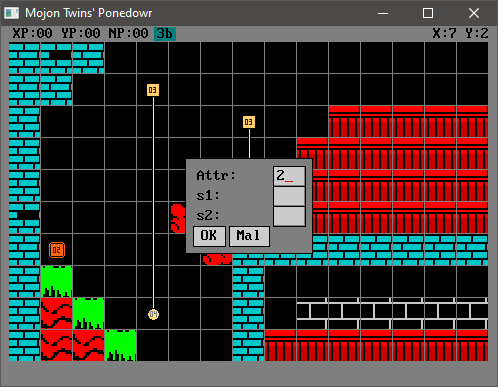 Mojon Twins' Ponedowr
XP:00 YP:00 NP:00 3b X:7 Y:2
03
03
Attr: 2_
s1:
s2:
OK Mal
02